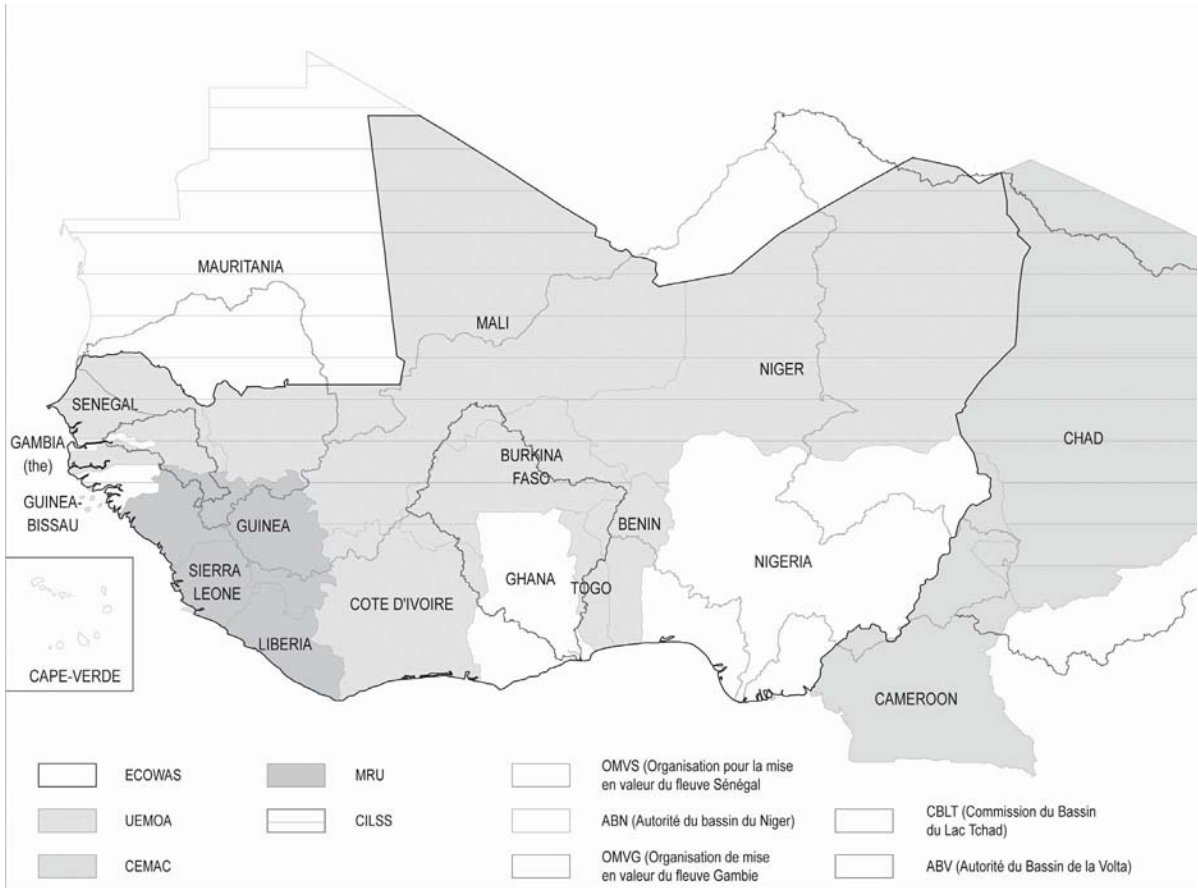 MAURITANIA
MALI
NIGER
CHAD
SENEGAL
GAMBIA
(the)
GUINEA-
BISSAU
GUINEA
SIERRA
LEONE
LIBERIA
BURKINA
FASO
BENIN
GHANA
TOGO
COTE D'IVOIRE
NIGERIA
CAMEROON
CAPE-VERDE
ECOWAS
UEMOA
CEMAC
MRU
CILSS
OMVS (Organisation pour la mise
en valeur du fleuve Sénégal
ABN (Autorité du bassin du Niger)
OMVG (Organisation de mise
en valeur du fleuve Gambie
CBLT (Commission du Bassin
du Lac Tchad)
ABV (Autorité du Bassin de la Volta)